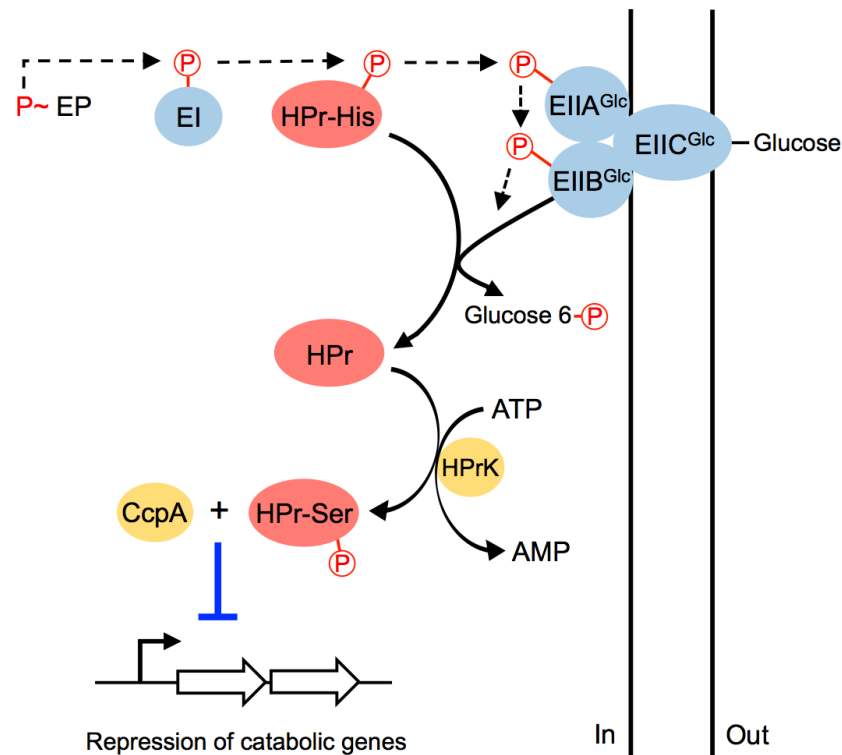 P
P
P
P~ EP
EI
HPr-His
EIIA^Glc
P
EIIC^Glc
Glucose
EIIB^Glc
Glucose 6-P
HPr
ATP
HPrK
CcpA
+
HPr-Ser
P
AMP
Repression of catabolic genes
In
Out